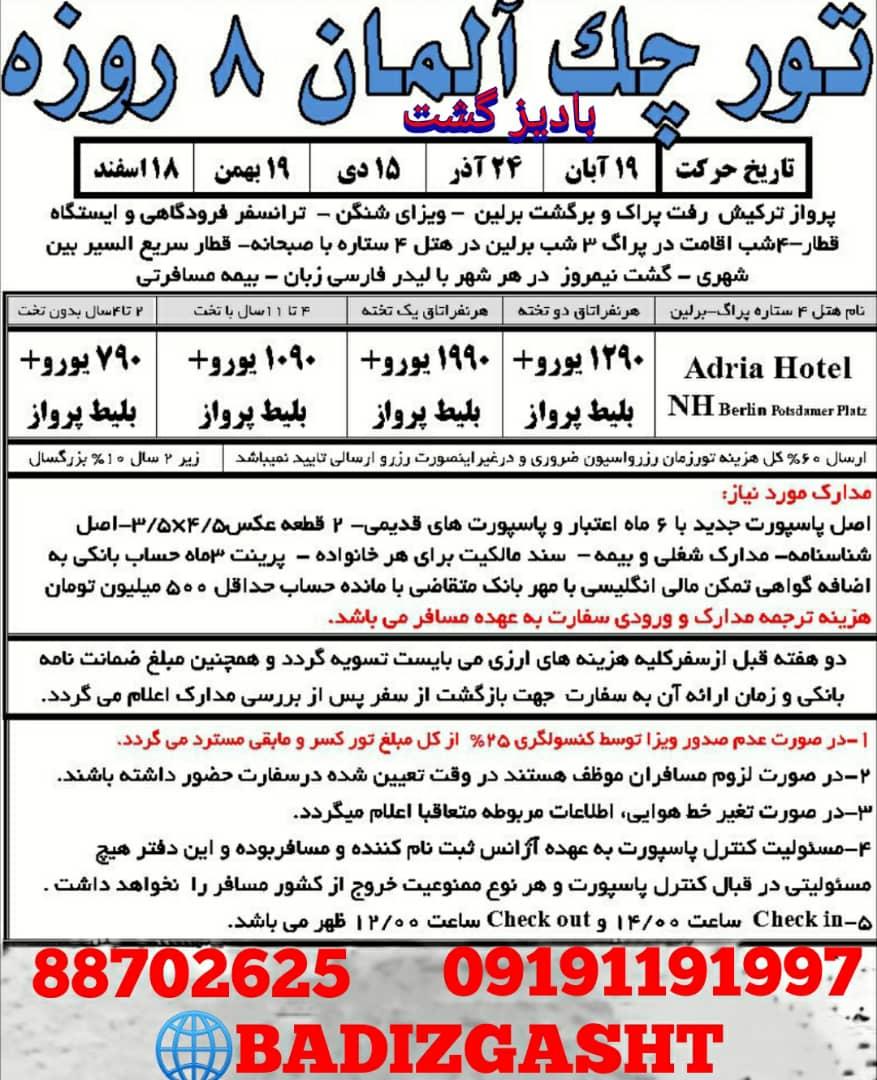 تور چک آلمان ۸ روزه
بادیز گشت
تاریخ حرکت ۱۹ آبان ۲۴ آذر ۱۵ دی ۱۹ بهمن ۱۸ اسفند
پرواز ترکیش رفت پراک و برگشت برلین - ویزای شنگن - ترانسفر فرودگاهی و ایستگاه
قطار-۴شب اقامت در پراگ ۳ شب برلین در هتل ۴ ستاره با صبحانه- قطار سریع السیر بین
شهری - گشت نیمروز در هر شهر با لیدر فارسی زبان - بیمه مسافرتی
نام هتل ۴ ستاره پراگ-برلین هرنفراتاق دو تخته هرنفراتاق یک تخته ۴ تا ۱۱سال با تخت ۲ تا۴سال بدون تخت
Adria Hotel ۱۲۹۰ یورو+ ۱۹۹۰ یورو+ ۱۰۹۰ یورو+ ۷۹۰ یورو+
NH Berlin Potsdamer Platz بلیط پرواز بلیط پرواز بلیط پرواز بلیط پرواز
ارسال ۶۰% کل هزینه تورزمان رزرواسیون ضروری و درغیراینصورت رزرو ارسالی تایید نمیباشد زیر ۲ سال ۱۰% بزرگسال
مدارک مورد نیاز:
اصل پاسپورت جدید با ۶ ماه اعتبار و پاسپورت های قدیمی- ۲ قطعه عکس۴/۵×۳/۵-اصل
شناسنامه- مدارک شغلی و بیمه - سند مالکیت برای هر خانواده - پرینت ۳ماه حساب بانکی به
اضافه گواهی تمکن مالی انگلیسی با مهر بانک متقاضی با مانده حساب حداقل ۵۰۰ میلیون تومان
هزینه ترجمه مدارک و ورودی سفارت به عهده مسافر می باشد.
دو هفته قبل ازسفرکلیه هزینه های ارزی می بایست تسویه گردد و همچنین مبلغ ضمانت نامه
بانکی و زمان ارائه آن به سفارت جهت بازگشت از سفر پس از بررسی مدارک اعلام می گردد.
۱-در صورت عدم صدور ویزا توسط کنسولگری ۲۵% از کل مبلغ تور کسر و مابقی مسترد می گردد.
۲-در صورت لزوم مسافران موظف هستند در وقت تعیین شده درسفارت حضور داشته باشند.
۳-در صورت تغیر خط هوایی، اطلاعات مربوطه متعاقبا اعلام میگردد.
۴-مسئولیت کنترل پاسپورت به عهده آژانس ثبت نام کننده و مسافربوده و این دفتر هیچ
مسئولیتی در قبال کنترل پاسپورت و هر نوع ممنوعیت خروج از کشور مسافر را نخواهد داشت .
۵-Check in ساعت ۱۴/۰۰ و Check out ساعت ۱۲/۰۰ ظهر می باشد.
88702625 09191191997
BADIZGASHT